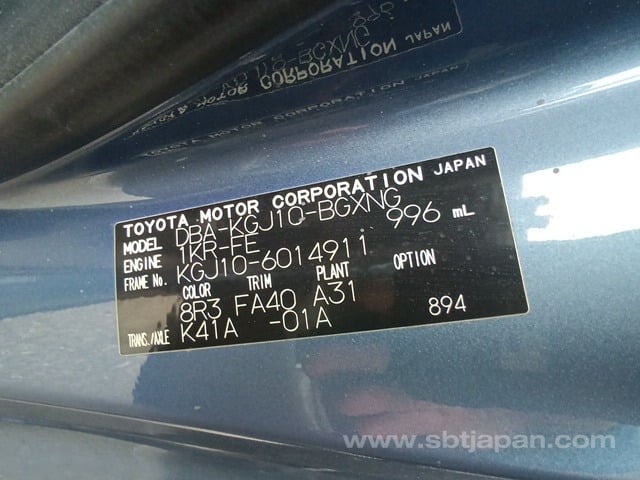 TOYOTA MOTOR CORPORATION JAPAN
MODEL DBA-KGJ10-BGXNG
ENGINE 1KR-FE 996 mL
FRAME NO. KGJ10-6014911
COLOR TRIM PLANT OPTION
8R3 FA40 A31
TRANS./AXLE K41A -01A 894
www.sbtjapan.com